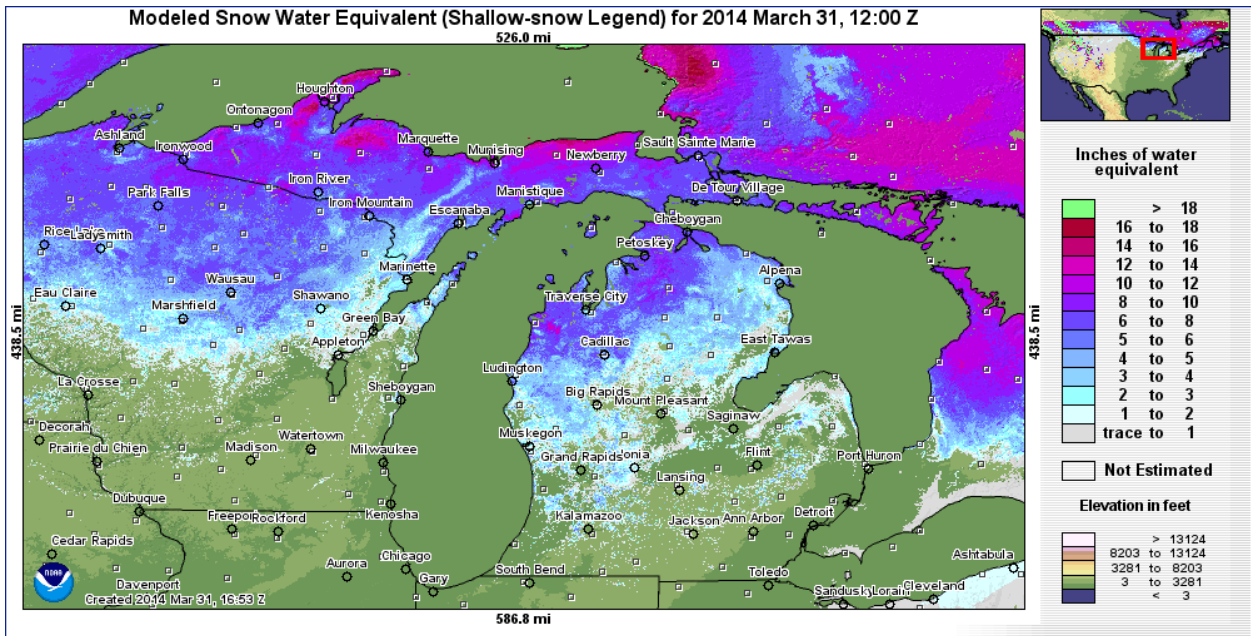 Modeled Snow Water Equivalent (Shallow-snow Legend) for 2014 March 31, 12:00 Z
526.0 mi
Houghton
Ontonagon
Ashland
Ironwood
Marquette
Munising
Sault Sainte Marie
Newberry
Park Falls
Iron River
Manistique
De Tour Village
Iron Mountain
Escanaba
Cheboygan
Rice Lake
Ladysmith
Petoskey
Marinette
Alpena
Wausau
Eau Claire
Marshfield
Shawano
Traverse City
Green Bay
438.5 mi
Appleton
Cadillac
East Tawas
438.5 mi
La Crosse
Ludington
Sheboygan
Big Rapids
Mount Pleasant
Saginaw
Decorah
Prairie du Chien
Madison
Watertown
Milwaukee
Muskegon
Grand Rapids
Flint
Port Huron
Lansing
Dubuque
Freeport
Rockford
Kenosha
Kalamazoo
Jackson
Ann Arbor
Detroit
Cedar Rapids
Aurora
Chicago
Gary
South Bend
Toledo
Ashtabula
Davenport
Sandusky
Lorain
Cleveland
noaa
Created 2014 Mar 31, 16:53 Z
586.8 mi
Inches of water
equivalent
> 18
16 to 18
14 to 16
12 to 14
10 to 12
8 to 10
6 to 8
5 to 6
4 to 5
3 to 4
2 to 3
1 to 2
trace to 1
Not Estimated
Elevation in feet
> 13124
8203 to 13124
3281 to 8203
3 to 3281
< 3